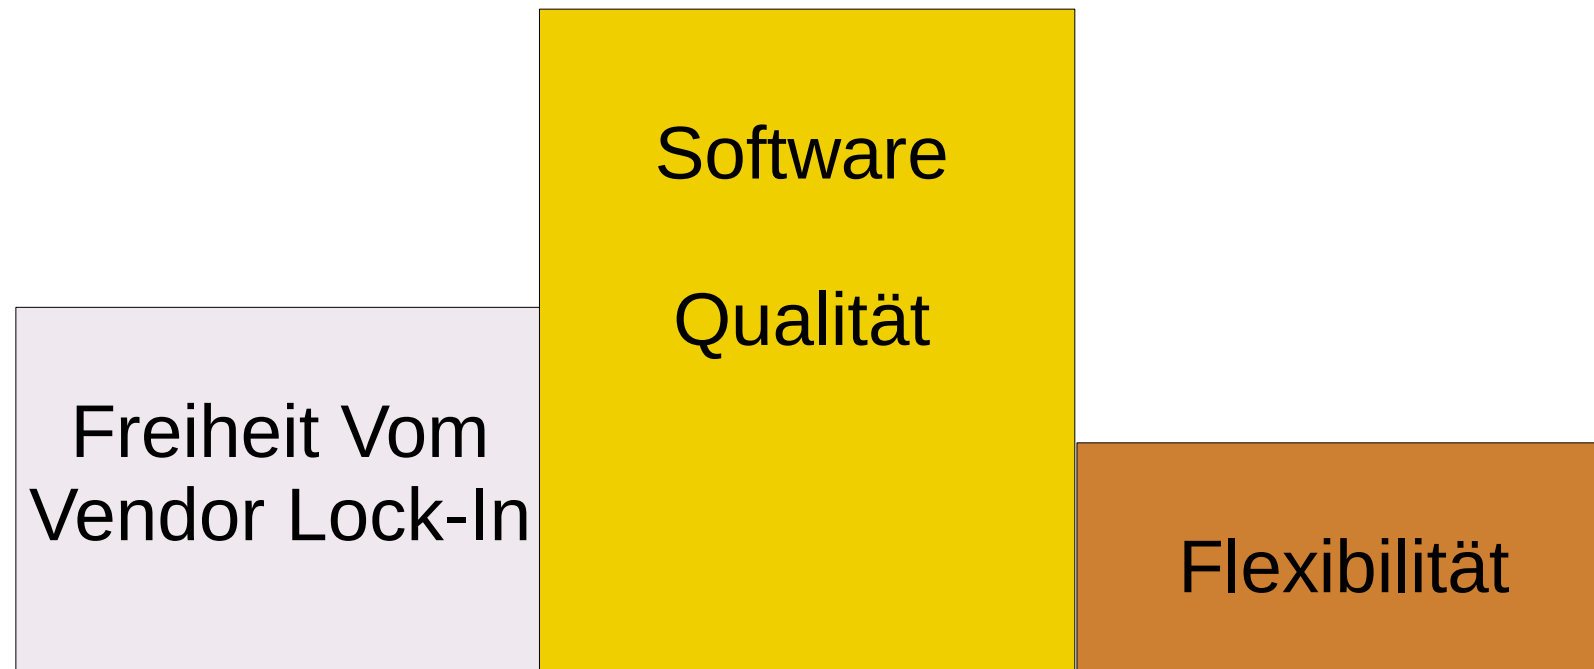 Freiheit Vom
Vendor Lock-In
Software
Qualität
Flexibilität